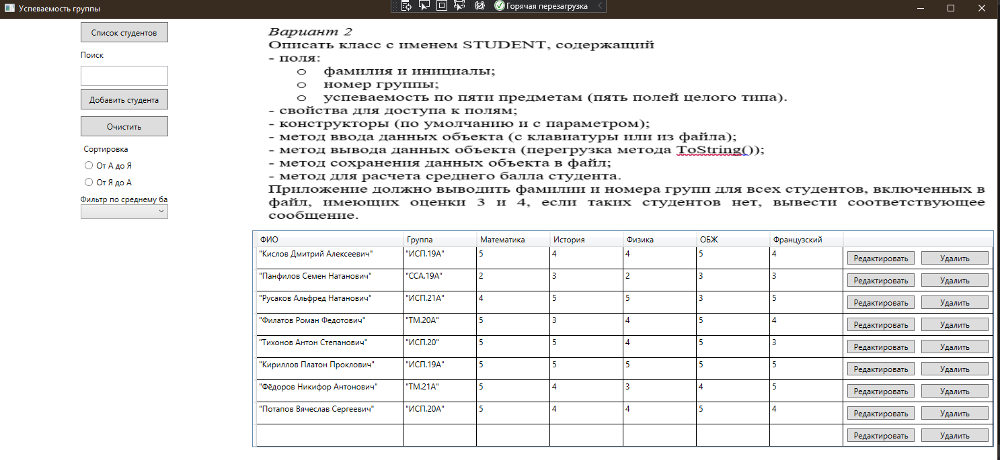 Успеваемость группы
Горячая перезагрузка
Список студентов
Поиск
Добавить студента
Очистить
Сортировка
От А до Я
От Я до А
Фильтр по среднему ба
Вариант 2
Описать класс с именем STUDENT, содержащий
- поля:
o фамилия и инициалы;
o номер группы;
o успеваемость по пяти предметам (пять полей целого типа).
- свойства для доступа к полям;
- конструкторы (по умолчанию и с параметром);
- метод ввода данных объекта (с клавиатуры или из файла);
- метод вывода данных объекта (перегрузка метода ToString());
- метод сохранения данных объекта в файл;
- метод для расчета среднего балла студента.
Приложение должно выводить фамилии и номера групп для всех студентов, включенных в
файл, имеющих оценки 3 и 4, если таких студентов нет, вывести соответствующее
сообщение.
ФИО Группа Математика История Физика ОБЖ Французский
"Кислов Дмитрий Алексеевич" "ИСП.19А" 5 4 4 5 4 Редактировать Удалить
"Панфилов Семен Натанович" "ССА.19А" 2 3 2 3 3 Редактировать Удалить
"Русаков Альфред Натанович" "ИСП.21А" 4 5 5 3 5 Редактировать Удалить
"Филатов Роман Федотович" "ТМ.20А" 5 3 4 5 4 Редактировать Удалить
"Тихонов Антон Степанович" "ИСП.20" 5 5 4 5 3 Редактировать Удалить
"Кириллов Платон Проклович" "ИСП.19А" 5 5 5 5 5 Редактировать Удалить
"Фёдоров Никифор Антонович" "ТМ.21А" 5 4 3 4 5 Редактировать Удалить
"Потапов Вячеслав Сергеевич" "ИСП.20А" 5 4 4 5 4 Редактировать Удалить
Редактировать Удалить